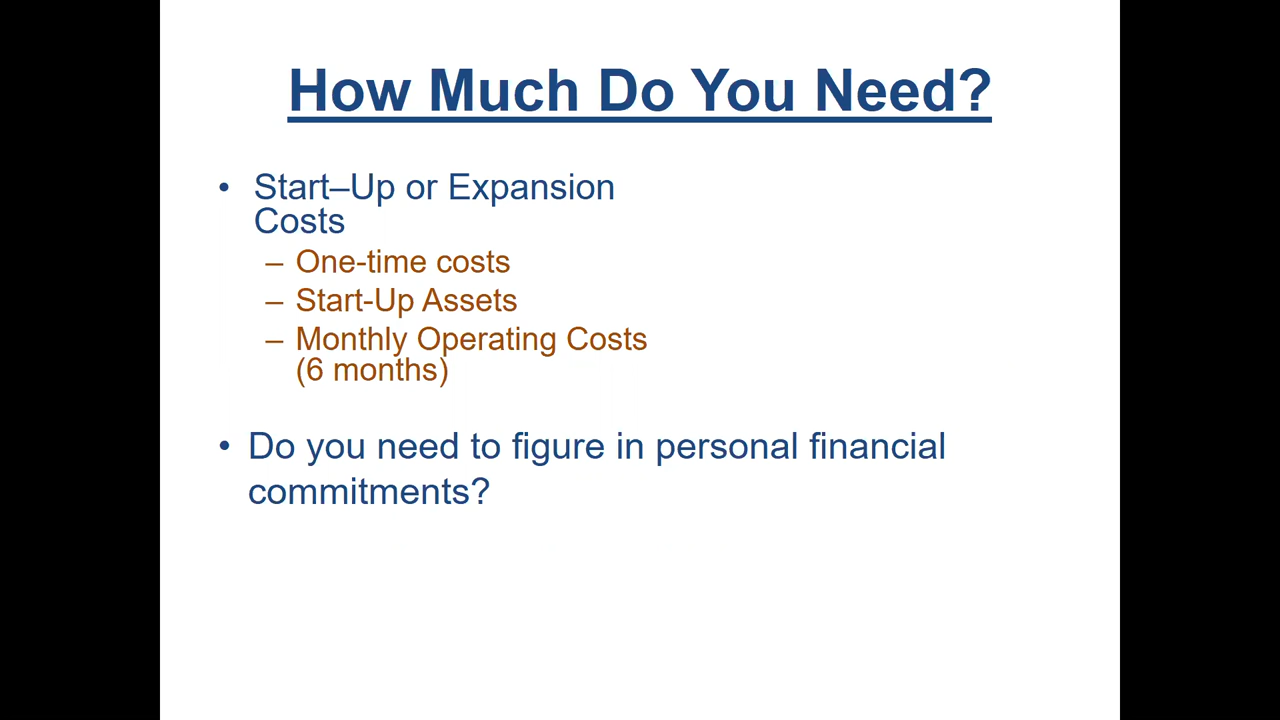 How Much Do You Need?
• Start–Up or Expansion
Costs
– One-time costs
– Start-Up Assets
– Monthly Operating Costs
(6 months)
• Do you need to figure in personal financial
commitments?